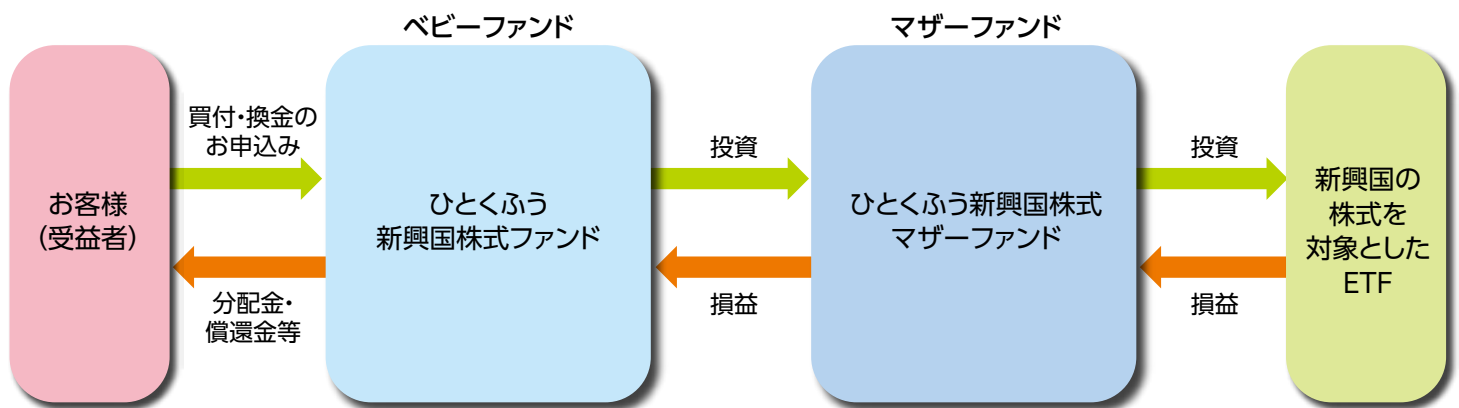 ベビーファンド
マザーファンド
お客様
(受益者)
買付・換金の
お申込み
分配金・
償還金等
ひとくふう
新興国株式ファンド
投資
損益
ひとくふう新興国株式
マザーファンド
投資
損益
新興国の
株式を
対象とした
ETF